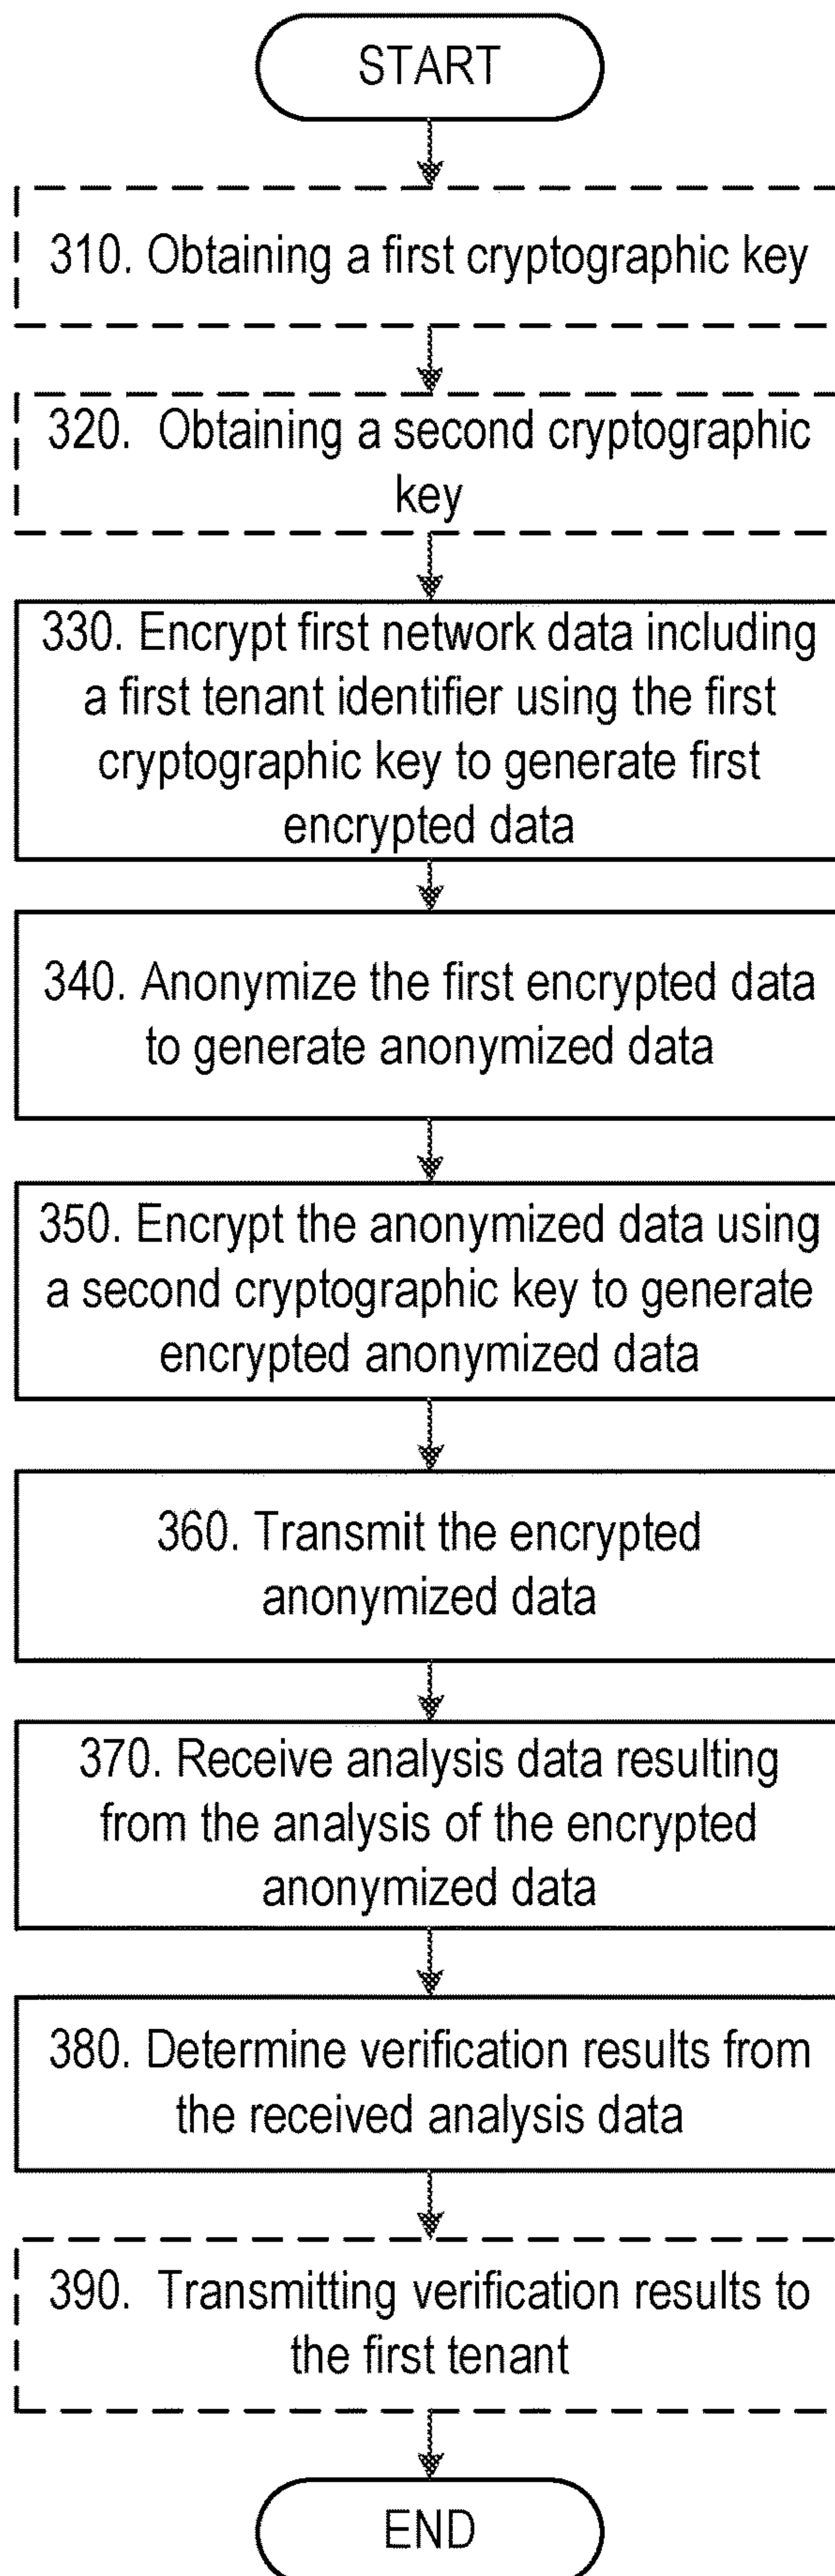 START
310. Obtaining a first cryptographic key
320.  Obtaining a second cryptographic
key
330. Encrypt first network data including
a first tenant identifier using the first
cryptographic key to generate first
encrypted data
340. Anonymize the first encrypted data
to generate anonymized data
350. Encrypt the anonymized data using
a second cryptographic key to generate
encrypted anonymized data
360. Transmit the encrypted
anonymized data
370. Receive analysis data resulting
from the analysis of the encrypted
anonymized data
380. Determine verification results from
the received analysis data
390.  Transmitting verification results to
the first tenant
END